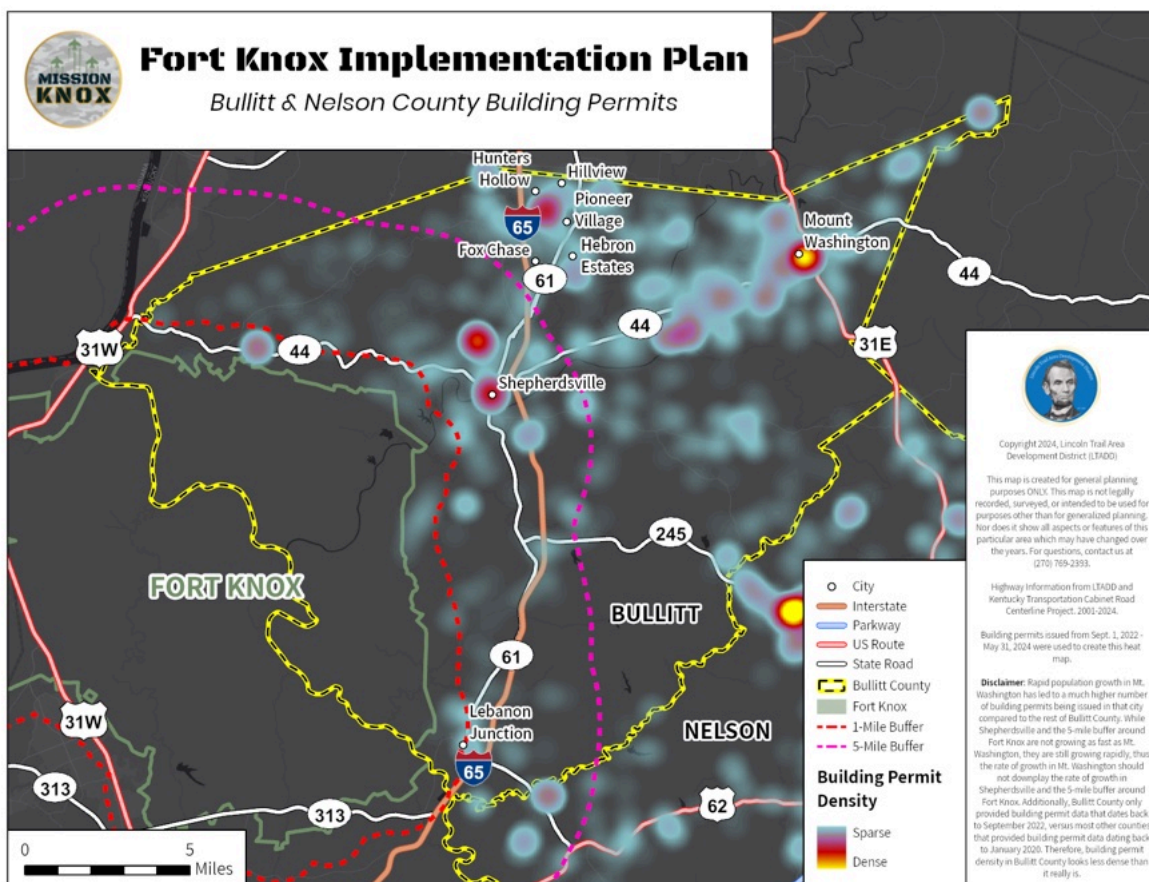 MISSION
KNOX
Fort Knox Implementation Plan
Bullitt & Nelson County Building Permits
Hunters
Hollow
Hillview
Pioneer
Village
65
Fox Chase
Hebron
Estates
61
Mount
Washington
44
44
31E
31W
44
Shepherdsville
245
FORT KNOX
BULLITT
61
NELSON
31W
Lebanon
Junction
65
313
313
62
0 5
Miles
City
Interstate
Parkway
US Route
State Road
Bullitt County
Fort Knox
1-Mile Buffer
5-Mile Buffer
Building Permit
Density
Sparse
Dense
Copyright 2024, Lincoln Trail Area
Development District (LTADD)
This map is created for general planning
purposes ONLY. This map is not legally
recorded, surveyed, or intended to be used for
purposes other than for generalized planning.
Nor does it show all aspects or features of this
particular area which may have changed over
the years. For questions, contact us at
(270) 769-2393.
Highway Information from LTADD and
Kentucky Transportation Cabinet Road
Centerline Project. 2001-2024.
Building permits issued from Sept. 1, 2022 -
May 31, 2024 were used to create this heat
map.
Disclaimer: Rapid population growth in Mt.
Washington has led to a much higher number
of building permits being issued in that city
compared to the rest of Bullitt County. While
Shepherdsville and the 5-mile buffer around
Fort Knox are not growing as fast as Mt.
Washington, they are still growing rapidly, thus
the rate of growth in Mt. Washington should
not downplay the rate of growth in
Shepherdsville and the 5-mile buffer around
Fort Knox. Additionally, Bullitt County only
provided building permit data that dates back
to September 2022, versus most other counties
that provided building permit data dating back
to January 2020. Therefore, building permit
density in Bullitt County looks less dense than
it really is.